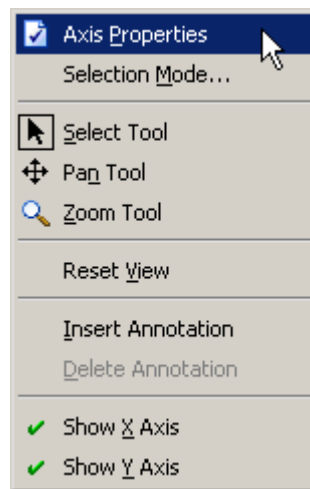 Axis Properties
Selection Mode...
Select Tool
Pan Tool
Zoom Tool
Reset View
Insert Annotation
Delete Annotation
Show X Axis
Show Y Axis